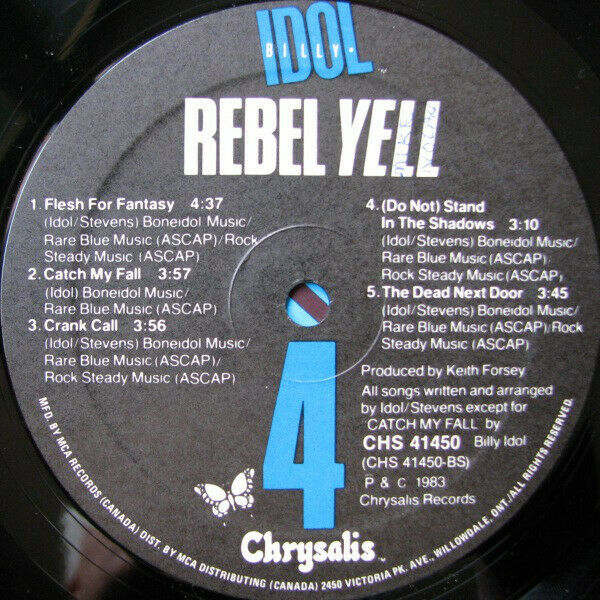 BILLY•
IDOL™
REBEL YELL
1. Flesh For Fantasy 4:37
(Idol/Stevens) Boneidol Music/
Rare Blue Music (ASCAP)/Rock
Steady Music (ASCAP)
2. Catch My Fall 3:57
(Idol) Boneidol Music/
Rare Blue Music (ASCAP)
3. Crank Call 3:56
(Idol/Stevens) Boneidol Music/
Rare Blue Music (ASCAP)/
Rock Steady Music (ASCAP)
4. (Do Not) Stand
In The Shadows 3:10
(Idol/Stevens) Boneidol Music/
Rare Blue Music (ASCAP)/
Rock Steady Music (ASCAP)
5. The Dead Next Door 3:45
(Idol/Stevens) Boneidol Music/
Rare Blue Music (ASCAP)/Rock
Steady Music (ASCAP)
Produced by Keith Forsey
All songs written and arranged
by Idol/Stevens except for
CATCH MY FALL by
CHS 41450 Billy Idol
(CHS 41450-BS)
P & C 1983
Chrysalis Records
4
Chrysalis™
MFD. BY MCA RECORDS (CANADA) DIST. BY MCA DISTRIBUTING (CANADA) 2450 VICTORIA PK. AVE., WILLOWDALE, ONT./ALL RIGHTS RESERVED.